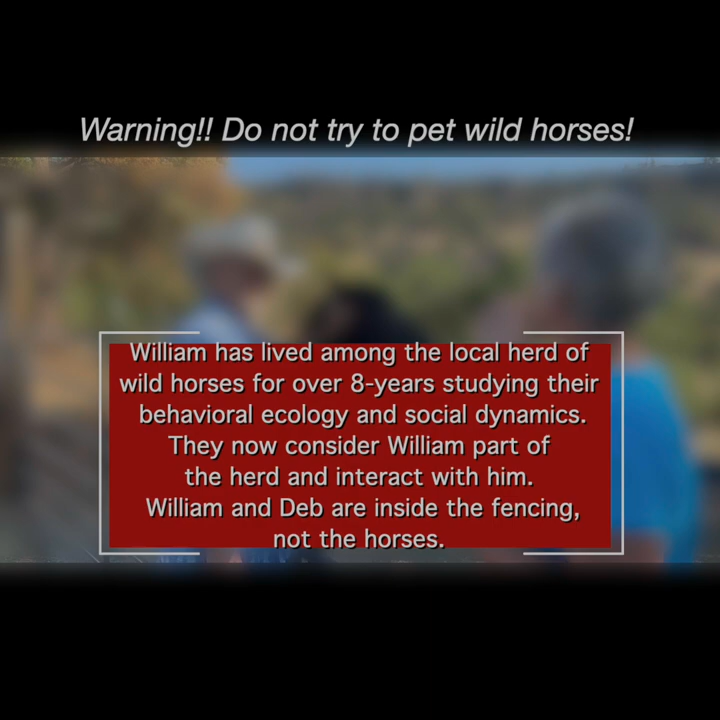 Warning!! Do not try to pet wild horses!
William has lived among the local herd of
wild horses for over 8-years studying their
behavioral ecology and social dynamics.
They now consider William part of
the herd and interact with him.
William and Deb are inside the fencing,
not the horses.